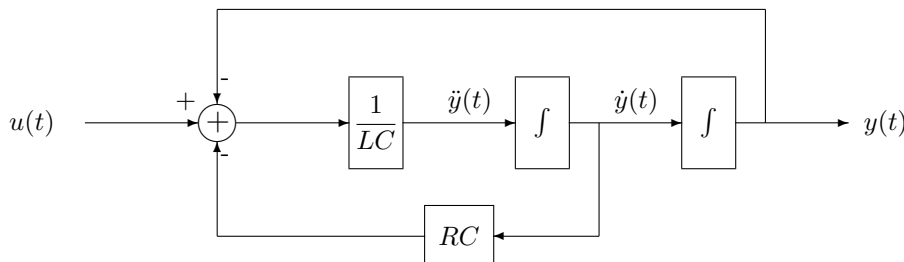 -
+
u(t)
+
1/LC
ÿ(t)
∫
ẏ(t)
∫
y(t)
-
RC